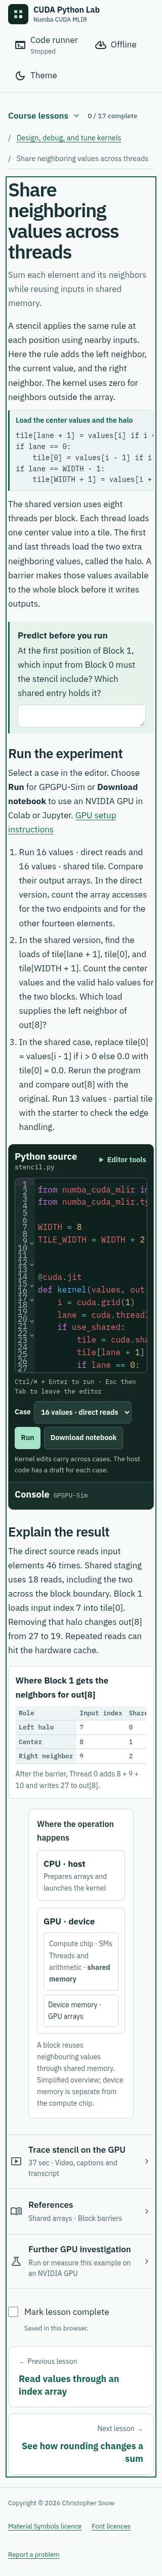 CUDA Python Lab
Numba CUDA MLIR
Code runner
Stopped
Offline
Theme
Course lessons
0 / 17 complete
/ Design, debug, and tune kernels
/ Share neighboring values across threads
Share
neighboring
values across
threads
Sum each element and its neighbors
while reusing inputs in shared
memory.
A stencil applies the same rule at
each position using nearby inputs.
Here the rule adds the left neighbor,
the current value, and the right
neighbor. The kernel uses zero for
neighbors outside the array.
Load the center values and the halo
tile[lane + 1] = values[i] if i
if lane == 0:
tile[0] = values[i - 1] if i
if lane == WIDTH - 1:
tile[WIDTH + 1] = values[i +
The shared version uses eight
threads per block. Each thread loads
one center value into a tile. The first
and last threads load the two extra
neighboring values, called the halo. A
barrier makes those values available
to the whole block before it writes
outputs.
Predict before you run
At the first position of Block 1,
which input from Block 0 must
the stencil include? Which
shared entry holds it?
Run the experiment
Select a case in the editor. Choose
Run for GPGPU-Sim or Download
notebook to use an NVIDIA GPU in
Colab or Jupyter. GPU setup
instructions
1. Run 16 values · direct reads and
16 values · shared tile. Compare
their output arrays. In the direct
version, count the array accesses
for the two endpoints and for the
other fourteen elements.
2. In the shared version, find the
loads of tile[lane + 1], tile[0], and
tile[WIDTH + 1]. Count the center
values and the valid halo values for
two blocks. Which load
supplies the left neighbor of
out[8]?
3. In the shared case, replace tile[0]
= values[i - 1] if i > 0 else 0.0 with
tile[0] = 0.0. Rerun the program
and compare out[8] with the
original. Run 13 values · partial tile
with the starter to check the edge
handling.
Python source
stencil.py
Editor tools
1
2
3
4
5
6
7
8
9
10
11
12
13
14
15
16
17
18
19
20
21
22
23
24
25
26
27
from numba_cuda_mlir im
from numba_cuda_mlir.ty
WIDTH = 8
TILE_WIDTH = WIDTH + 2
@cuda.jit
def kernel(values, out,
i = cuda.grid(1)
lane = cuda.thread
if use_shared:
tile = cuda.sha
tile[lane + 1]
if lane == 0:
Ctrl/⌘ + Enter to run · Esc then
Tab to leave the editor
Case 16 values · direct reads
Run
Download notebook
Kernel edits carry across cases. The host
code has a draft for each case.
Console GPGPU-Sim
Explain the result
The direct source reads input
elements 46 times. Shared staging
uses 18 reads, including the two
across the block boundary. Block 1
loads input index 7 into tile[0].
Removing that halo changes out[8]
from 27 to 19. Repeated reads can
hit the hardware cache.
Where Block 1 gets the
neighbors for out[8]
Role Input index Share
Left halo 7 0
Center 8 1
Right neighbor 9 2
After the barrier, Thread 0 adds 8 + 9 +
10 and writes 27 to out[8].
Where the operation
happens
CPU · host
Prepares arrays and
launches the kernel
GPU · device
Compute chip · SMs
Threads and
arithmetic · shared
memory
Device memory ·
GPU arrays
A block reuses
neighbouring values
through shared memory.
Simplified overview; device
memory is separate from
the compute chip.
Trace stencil on the GPU
37 sec · Video, captions and
transcript
References
Shared arrays · Block barriers
Further GPU investigation
Run or measure this example on
an NVIDIA GPU
Mark lesson complete
Saved in this browser.
← Previous lesson
Read values through an
index array
Next lesson →
See how rounding changes a
sum
Copyright © 2026 Christopher Snow
Material Symbols licence Font licences
Report a problem